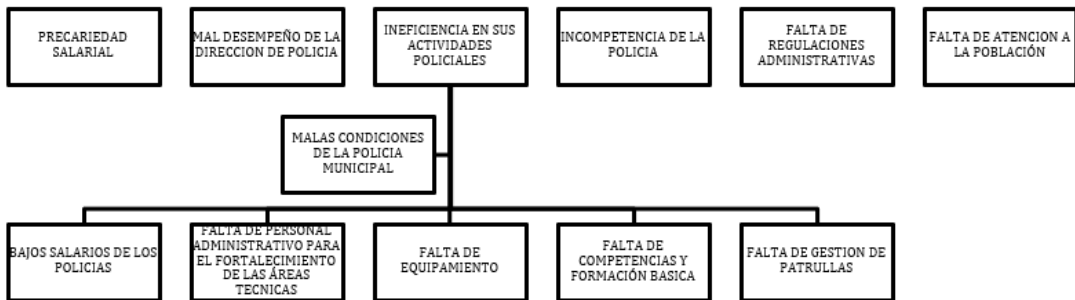 PRECARIEDAD
SALARIAL
MAL DESEMPEÑO DE LA
DIRECCION DE POLICIA
INEFICIENCIA EN SUS
ACTIVIDADES
POLICIALES
INCOMPETENCIA DE LA
POLICIA
FALTA DE
REGULACIONES
ADMINISTRATIVAS
FALTA DE ATENCION A
LA POBLACIÓN
MALAS CONDICIONES
DE LA POLICIA
MUNICIPAL
BAJOS SALARIOS DE LOS
POLICIAS
FALTA DE PERSONAL
ADMINISTRATIVO PARA
EL FORTALECIMIENTO
DE LAS ÁREAS
TECNICAS
FALTA DE
EQUIPAMIENTO
FALTA DE
COMPETENCIAS Y
FORMACIÓN BASICA
FALTA DE GESTION DE
PATRULLAS